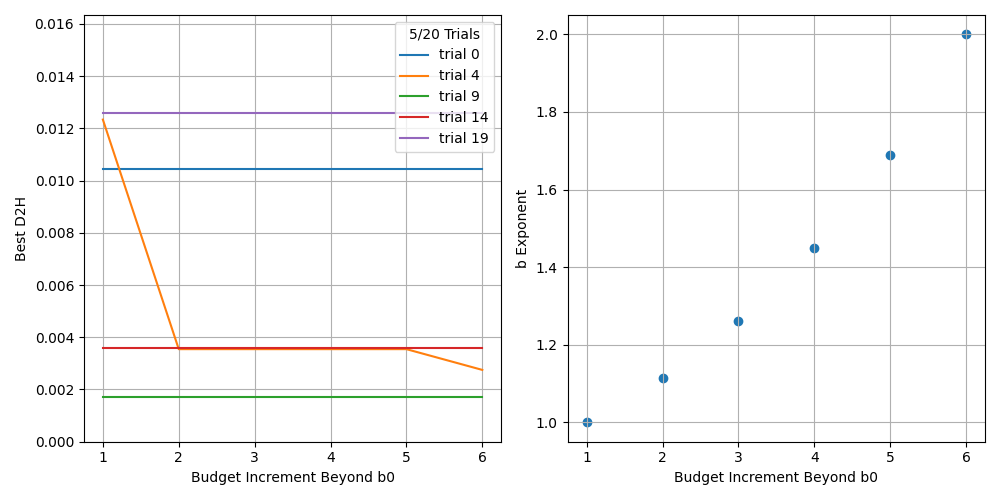 0.016
0.014
0.012
0.010
0.008
0.006
0.004
0.002
0.000
Best D2H
1 2 3 4 5 6
Budget Increment Beyond b0
5/20 Trials
trial 0
trial 4
trial 9
trial 14
trial 19
2.0
1.8
1.6
1.4
1.2
1.0
b Exponent
1 2 3 4 5 6
Budget Increment Beyond b0